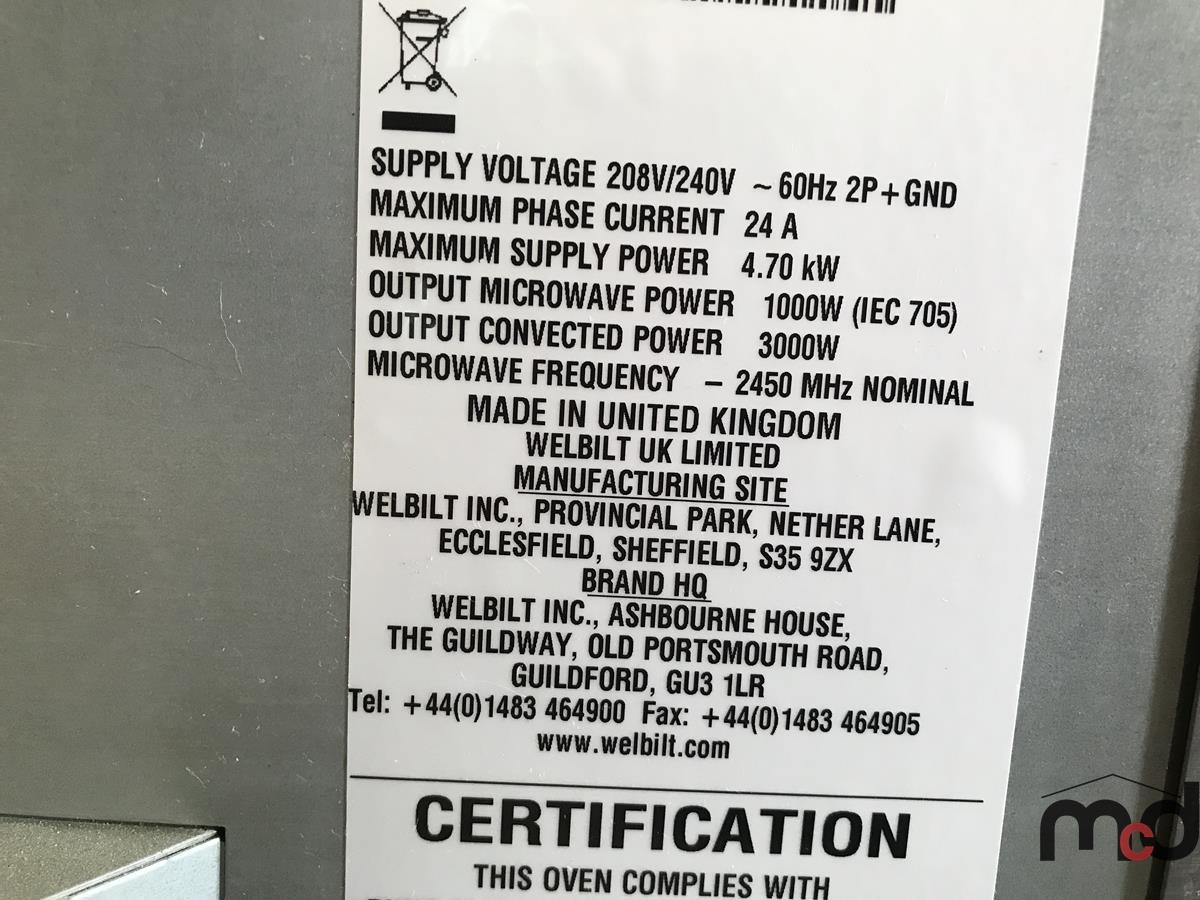 SUPPLY VOLTAGE 208V/240V ~ 60Hz 2P+GND
MAXIMUM PHASE CURRENT 24 A
MAXIMUM SUPPLY POWER 4.70 kW
OUTPUT MICROWAVE POWER 1000W (IEC 705)
OUTPUT CONVECTED POWER 3000W
MICROWAVE FREQUENCY – 2450 MHz NOMINAL
MADE IN UNITED KINGDOM
WELBILT UK LIMITED
MANUFACTURING SITE
WELBILT INC., PROVINCIAL PARK, NETHER LANE,
ECCLESFIELD, SHEFFIELD, S35 9ZX
BRAND HQ
WELBILT INC., ASHBOURNE HOUSE,
THE GUILDWAY, OLD PORTSMOUTH ROAD,
GUILDFORD, GU3 1LR
Tel: +44(0)1483 464900 Fax: +44(0)1483 464905
www.welbilt.com
CERTIFICATION
THIS OVEN COMPLIES WITH
mcd